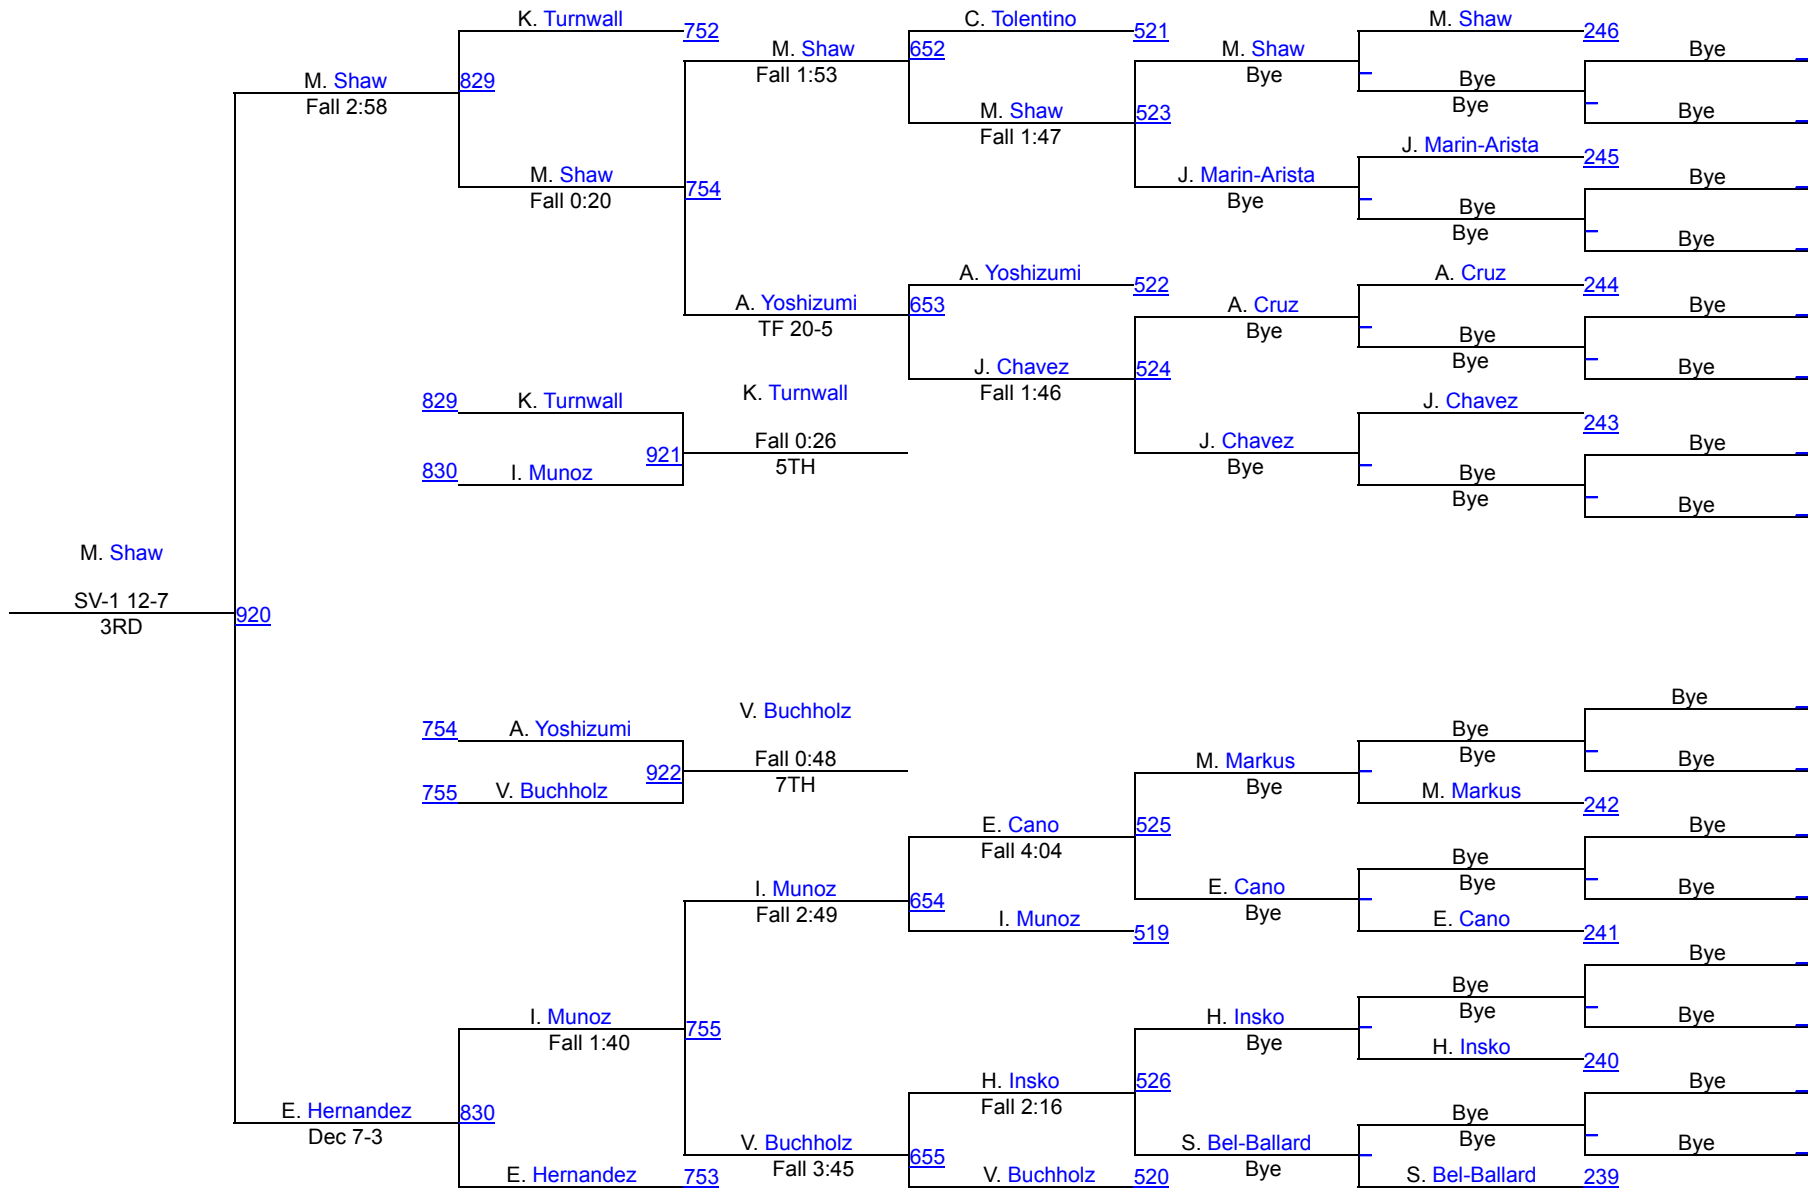 K. Turnwall
752
C. Tolentino
521
M. Shaw
246
M. Shaw
Fall 1:53
652
M. Shaw
Bye
Bye
M. Shaw
Fall 2:58
829
Bye
Bye
M. Shaw
Fall 1:47
523
Bye
J. Marin-Arista
245
M. Shaw
Fall 0:20
754
J. Marin-Arista
Bye
Bye
Bye
Bye
Bye
A. Yoshizumi
522
A. Cruz
244
A. Yoshizumi
TF 20-5
653
A. Cruz
Bye
Bye
Bye
Bye
J. Chavez
Fall 1:46
524
Bye
829
K. Turnwall
K. Turnwall
J. Chavez
243
921
Fall 0:26
5TH
J. Chavez
Bye
Bye
830
I. Munoz
Bye
Bye
Bye
M. Shaw
SV-1 12-7
3RD
920
Bye
754
A. Yoshizumi
V. Buchholz
Bye
Bye
922
Fall 0:48
7TH
M. Markus
Bye
Bye
755
V. Buchholz
M. Markus
242
E. Cano
Fall 4:04
525
Bye
Bye
Bye
I. Munoz
Fall 2:49
654
E. Cano
Bye
Bye
I. Munoz
519
E. Cano
241
Bye
Bye
Bye
I. Munoz
Fall 1:40
755
H. Insko
Bye
Bye
H. Insko
240
H. Insko
Fall 2:16
526
Bye
E. Hernandez
Dec 7-3
830
Bye
Bye
V. Buchholz
Fall 3:45
655
S. Bel-Ballard
Bye
Bye
E. Hernandez
753
V. Buchholz
520
S. Bel-Ballard
239